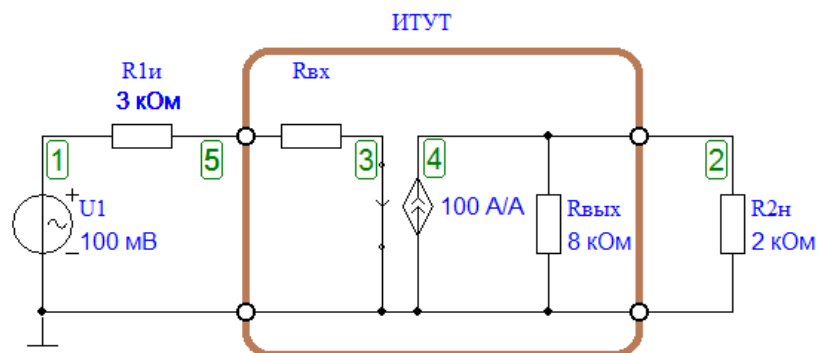 ИТУТ
R1и
3 кОм
Rвх
1
5
3
4
2
+
U1
100 мВ
−
100 А/А
Rвых
8 кОм
R2н
2 кОм